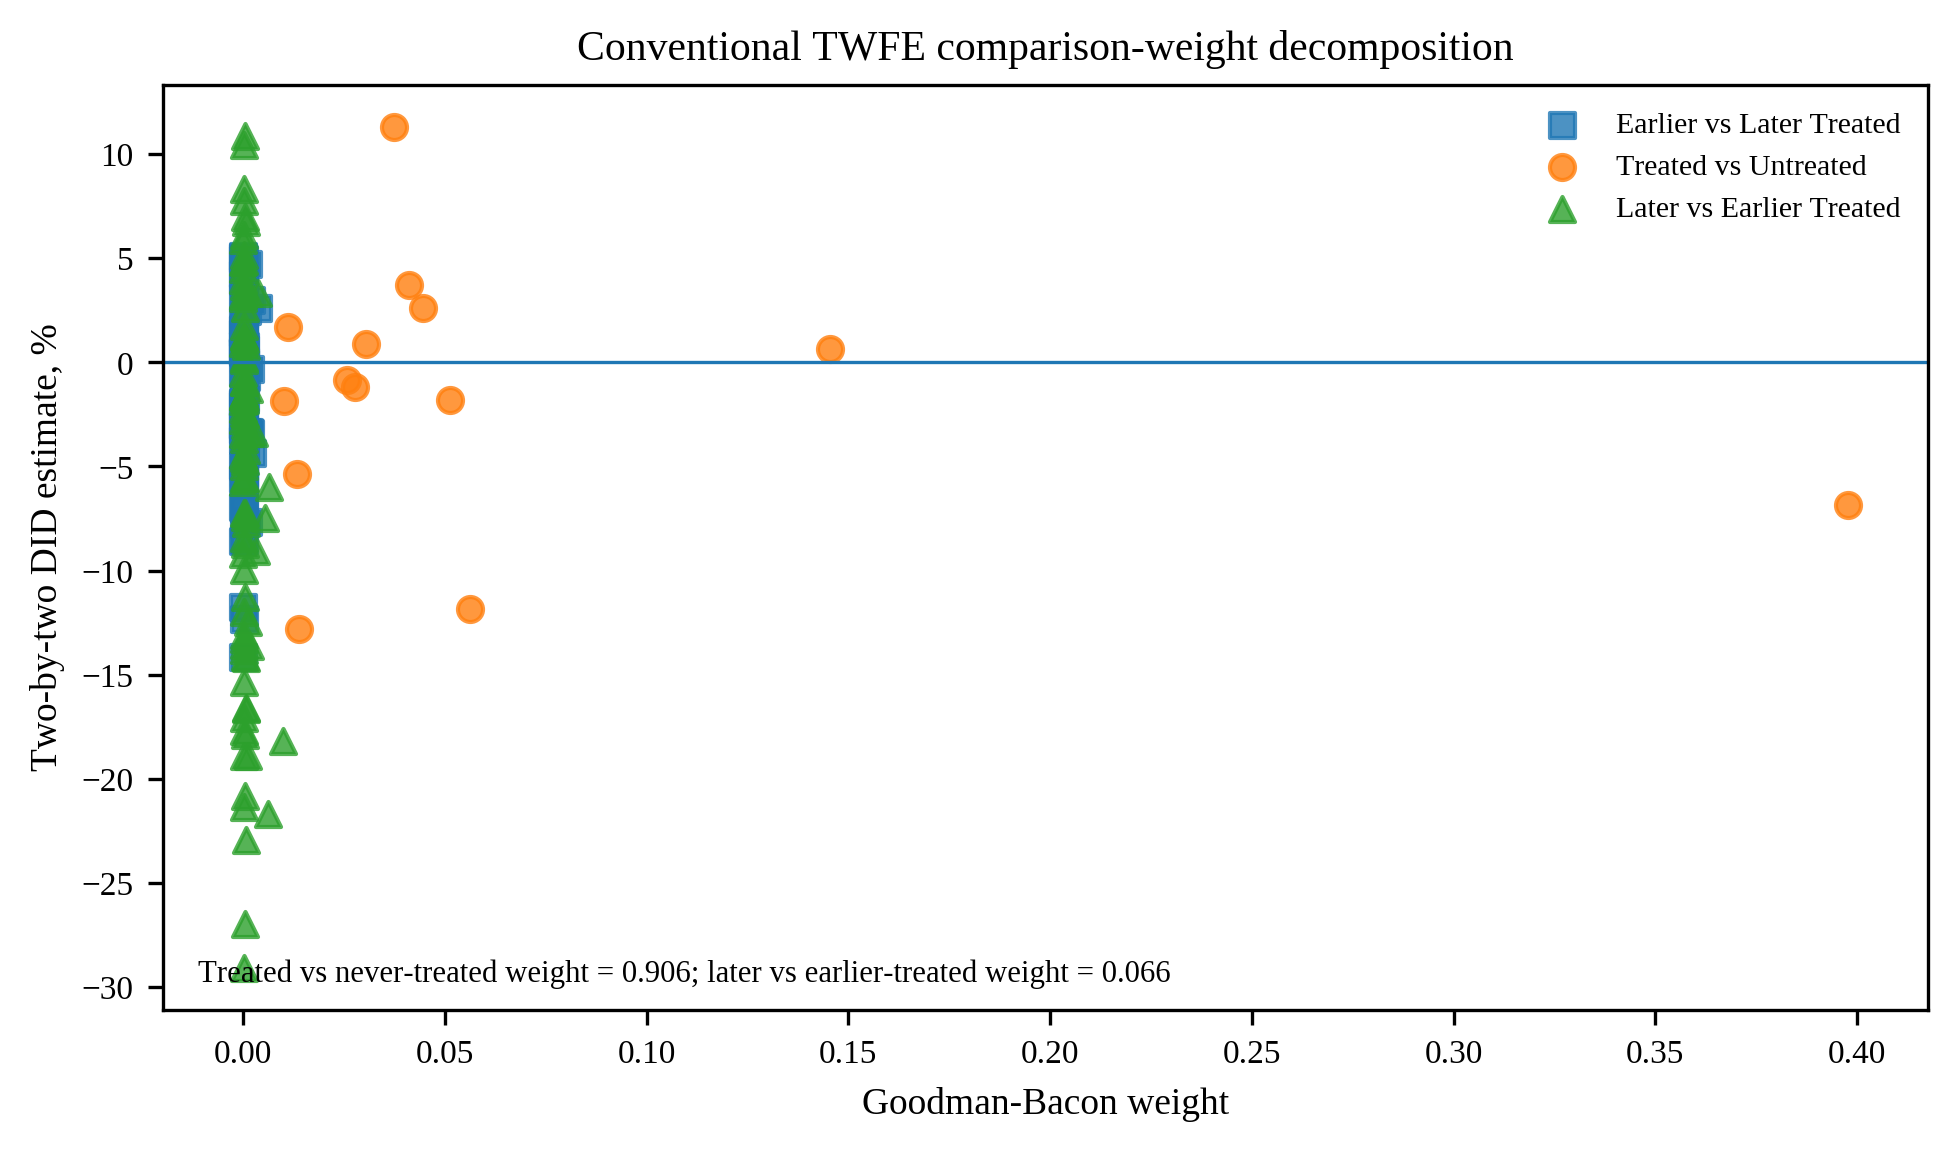 Conventional TWFE comparison-weight decomposition
Earlier vs Later Treated
Treated vs Untreated
Later vs Earlier Treated
Two-by-two DID estimate, %
10
5
0
−5
−10
−15
−20
−25
−30
Treated vs never-treated weight = 0.906; later vs earlier-treated weight = 0.066
0.00 0.05 0.10 0.15 0.20 0.25 0.30 0.35 0.40
Goodman-Bacon weight